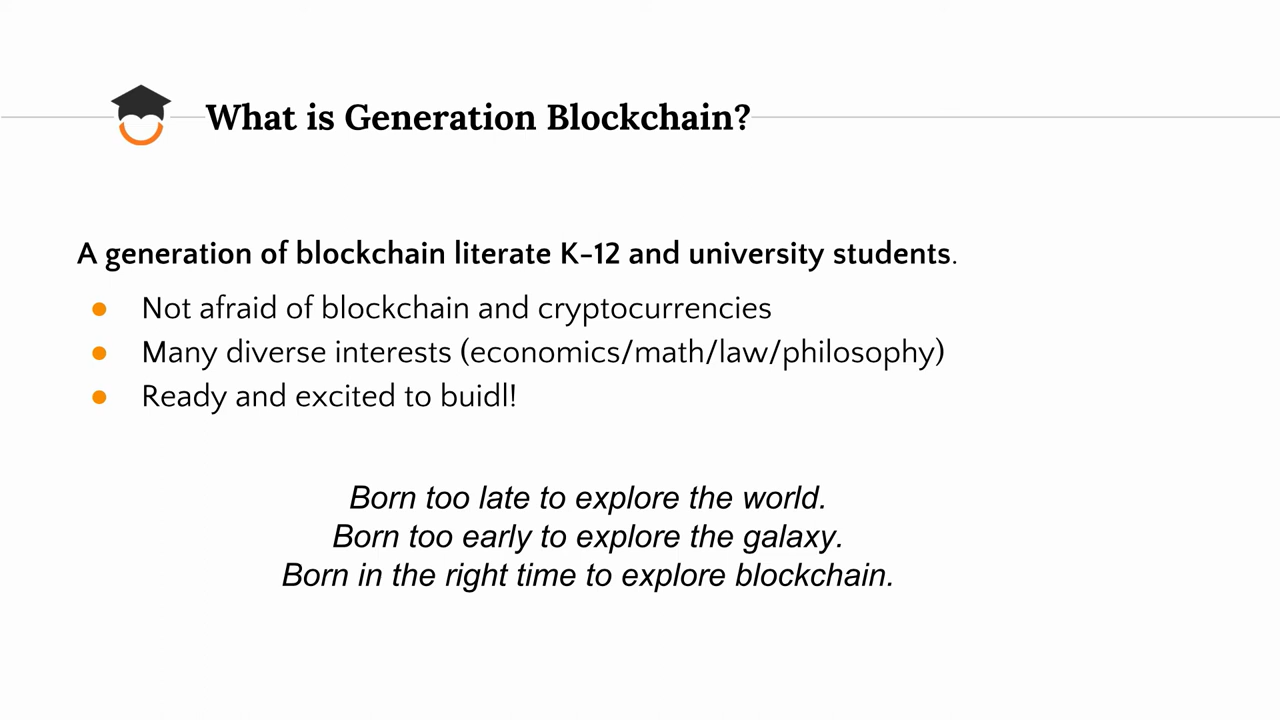 What is Generation Blockchain?
A generation of blockchain literate K-12 and university students.
● Not afraid of blockchain and cryptocurrencies
● Many diverse interests (economics/math/law/philosophy)
● Ready and excited to buidl!
Born too late to explore the world.
Born too early to explore the galaxy.
Born in the right time to explore blockchain.